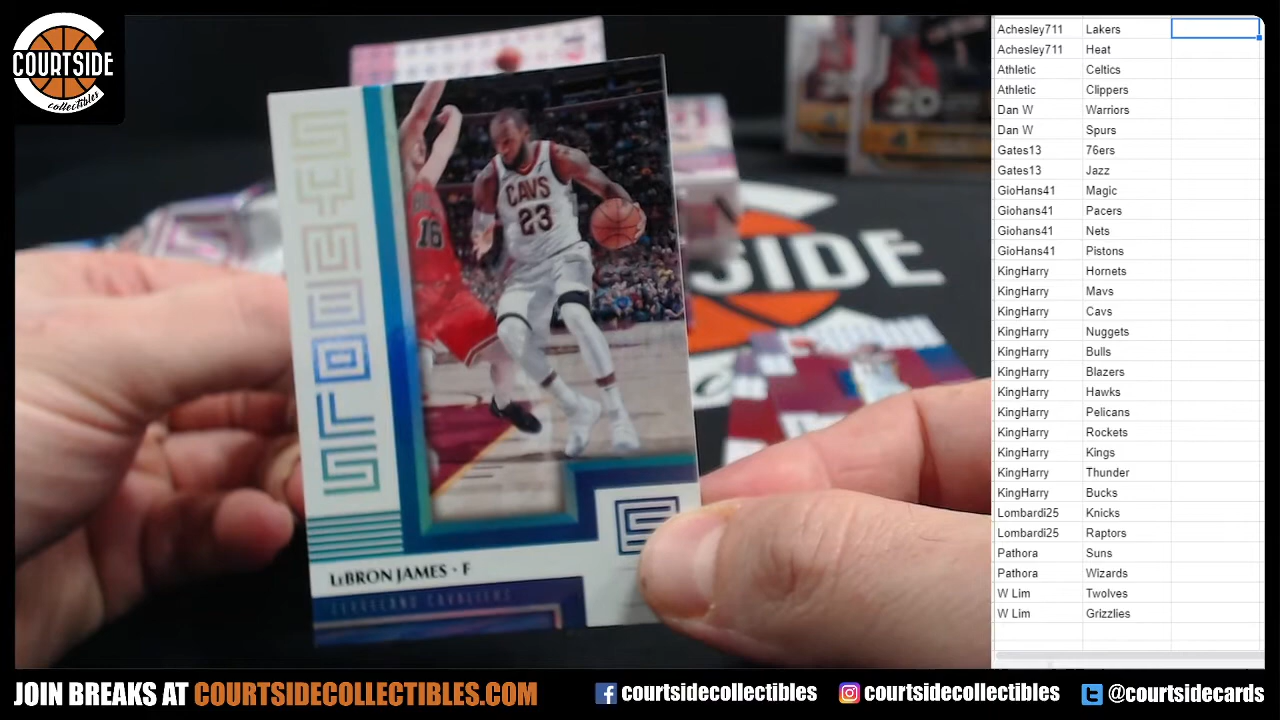 COURTSIDE
collectibles
STATUS
CAVS
23
16
LeBRON JAMES · F
CLEVELAND CAVALIERS
SIDE
20
Achesley711 Lakers
Achesley711 Heat
Athletic Celtics
Athletic Clippers
Dan W Warriors
Dan W Spurs
Gates13 76ers
Gates13 Jazz
GioHans41 Magic
Giohans41 Pacers
Giohans41 Nets
GioHans41 Pistons
KingHarry Hornets
KingHarry Mavs
KingHarry Cavs
KingHarry Nuggets
KingHarry Bulls
KingHarry Blazers
KingHarry Hawks
KingHarry Pelicans
KingHarry Rockets
KingHarry Kings
KingHarry Thunder
KingHarry Bucks
Lombardi25 Knicks
Lombardi25 Raptors
Pathora Suns
Pathora Wizards
W Lim Twolves
W Lim Grizzlies
JOIN BREAKS AT COURTSIDECOLLECTIBLES.COM
courtsidecollectibles
courtsidecollectibles
@courtsidecards